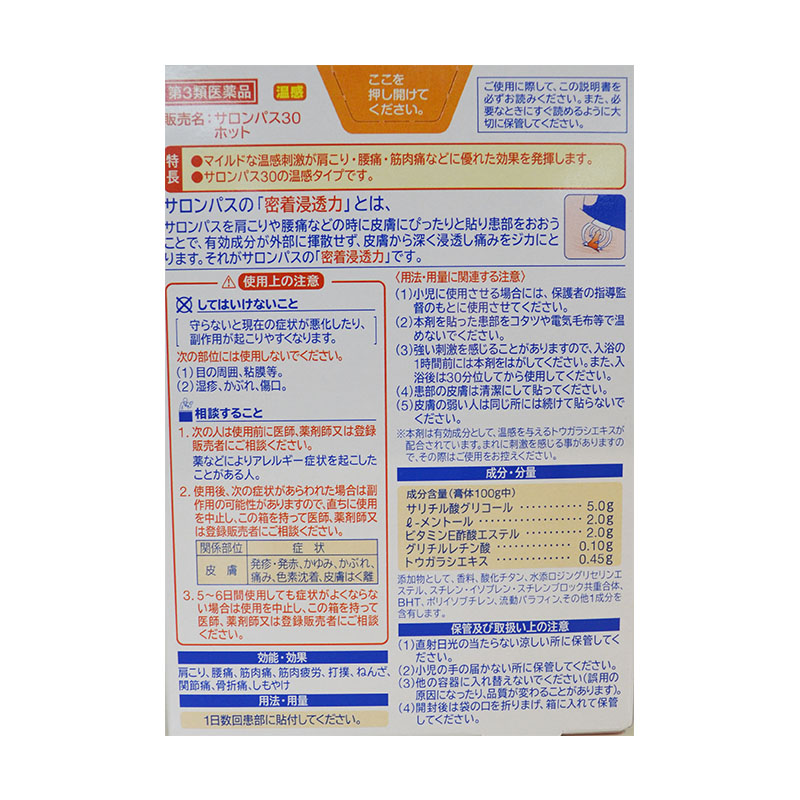 第3類医薬品
温感
販売名：サロンパス30
ホット
ここを
押し開けて
ください。
ご使用に際して、この説明書を
必ずお読みください。また、必
要なときにすぐ読めるように大
切に保管してください。
特長
●マイルドな温感刺激が肩こり・腰痛・筋肉痛などに優れた効果を発揮します。
●サロンパス30の温感タイプです。
サロンパスの「密着浸透力」とは、
サロンパスを肩こりや腰痛などの時に皮膚にぴったりと貼り患部をおおう
ことで、有効成分が外部に揮散せず、皮膚から深く浸透し痛みをジカにと
ります。それがサロンパスの「密着浸透力」です。
使用上の注意
してはいけないこと
守らないと現在の症状が悪化したり、
副作用が起こりやすくなります。
次の部位には使用しないでください。
(1)目の周囲、粘膜等。
(2)湿疹、かぶれ、傷口。
相談すること
1. 次の人は使用前に医師、薬剤師又は登録
販売者にご相談ください。
薬などによりアレルギー症状を起こした
ことがある人。
2. 使用後、次の症状があらわれた場合は副
作用の可能性がありますので、直ちに使用
を中止し、この箱を持って医師、薬剤師又
は登録販売者にご相談ください。
関係部位 症状
皮膚 発疹・発赤、かゆみ、かぶれ、
痛み、色素沈着、皮膚はく離
3. 5〜6日間使用しても症状がよくならな
い場合は使用を中止し、この箱を持って
医師、薬剤師又は登録販売者にご相談く
ださい。
効能・効果
肩こり、腰痛、筋肉痛、筋肉疲労、打撲、ねんざ、
関節痛、骨折痛、しもやけ
用法・用量
1日数回患部に貼付してください。
〈用法・用量に関連する注意〉
(1)小児に使用させる場合には、保護者の指導監
督のもとに使用させてください。
(2)本剤を貼った患部をコタツや電気毛布等で温
めないでください。
(3)強い刺激を感じることがありますので、入浴の
1時間前には本剤をはがしてください。また、入
浴後は30分位してから使用してください。
(4)患部の皮膚は清潔にして貼ってください。
(5)皮膚の弱い人は同じ所には続けて貼らないで
ください。
※本剤は有効成分として、温感を与えるトウガラシエキスが
配合されています。まれに刺激を感じる事がありますの
で、その際はご使用をお控えください。
成分・分量
成分含量(膏体100g中)
サリチル酸グリコール ………… 5.0g
ℓ-メントール ………… 2.0g
ビタミンE酢酸エステル ………… 2.0g
グリチルレチン酸 ………… 0.10g
トウガラシエキス ………… 0.45g
添加物として、香料、酸化チタン、水添ロジングリセリンエ
ステル、スチレン・イソプレン・スチレンブロック共重合体、
BHT、ポリイソブチレン、流動パラフィン、その他1成分を
含有します。
保管及び取扱い上の注意
(1)直射日光の当たらない涼しい所に保管してく
ださい。
(2)小児の手の届かない所に保管してください。
(3)他の容器に入れ替えないでください(誤用の
原因になったり、品質が変わることがあります)。
(4)開封後は袋の口を折りまげ、箱に入れて保管
してください。